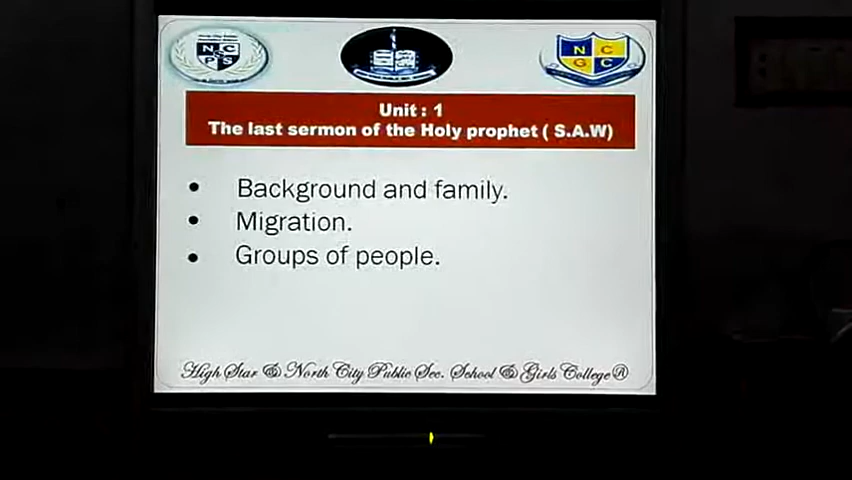 N C
P S
N C
G C
Unit : 1
The last sermon of the Holy prophet ( S.A.W)
• Background and family.
• Migration.
• Groups of people.
High Star & North City Public Sec. School & Girls College®